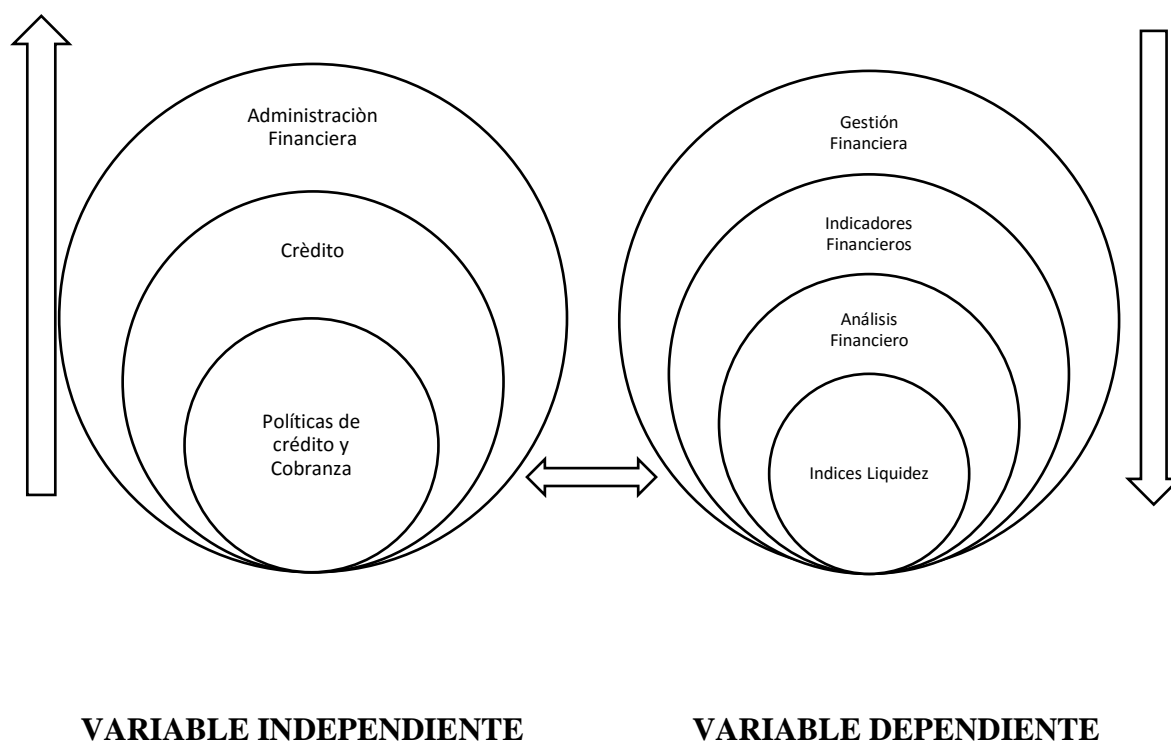 Administraciòn
Financiera
Crèdito
Políticas de
crédito y
Cobranza
Gestión
Financiera
Indicadores
Financieros
Análisis
Financiero
Indices Liquidez
VARIABLE INDEPENDIENTE
VARIABLE DEPENDIENTE